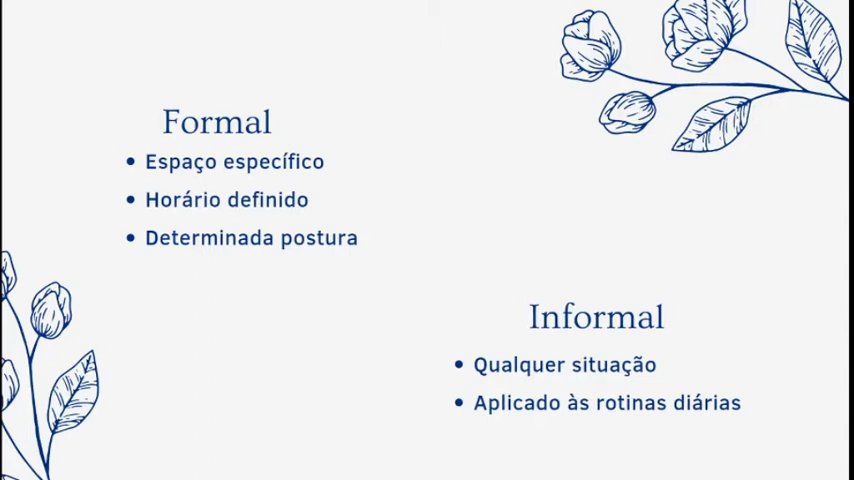 Formal
• Espaço específico
• Horário definido
• Determinada postura
Informal
• Qualquer situação
• Aplicado às rotinas diárias